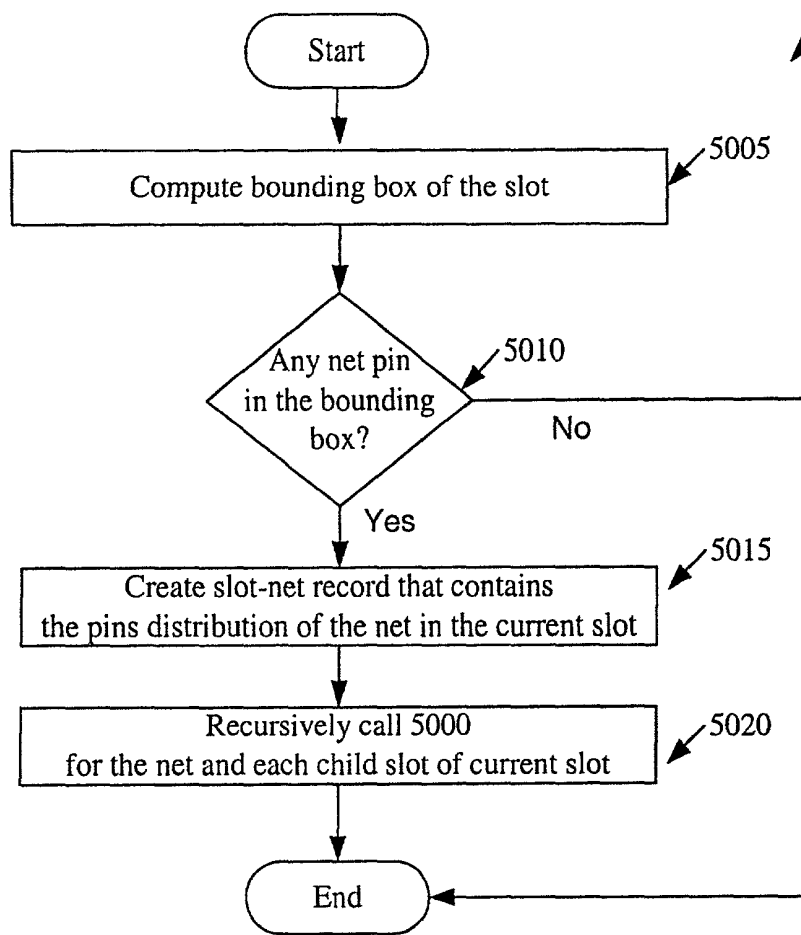 Start
5005
Compute bounding box of the slot
5010
Any net pin
in the bounding
box?
No
Yes
5015
Create slot-net record that contains
the pins distribution of the net in the current slot
5020
Recursively call 5000
for the net and each child slot of current slot
End